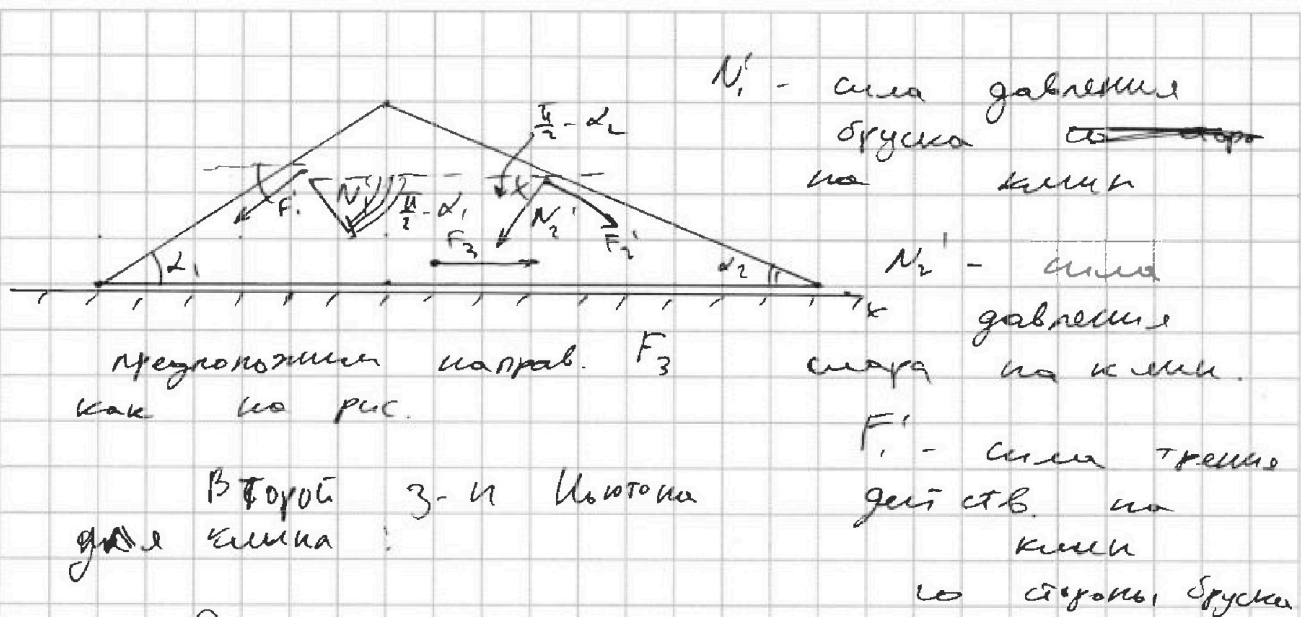 N₁' - сила давления
бруска
на клин
π/2 - α₂
F₁' N₁' π/2 - α₁ N₂' F₂'
F₃
α₁ α₂
x
N₂' - сила
давления
шара на клин.
предположим направ. F₃
как на рис.
F₁' - сила трения
действ. на
клин
со стороны бруска
Второй З-н Ньютона
для клина :